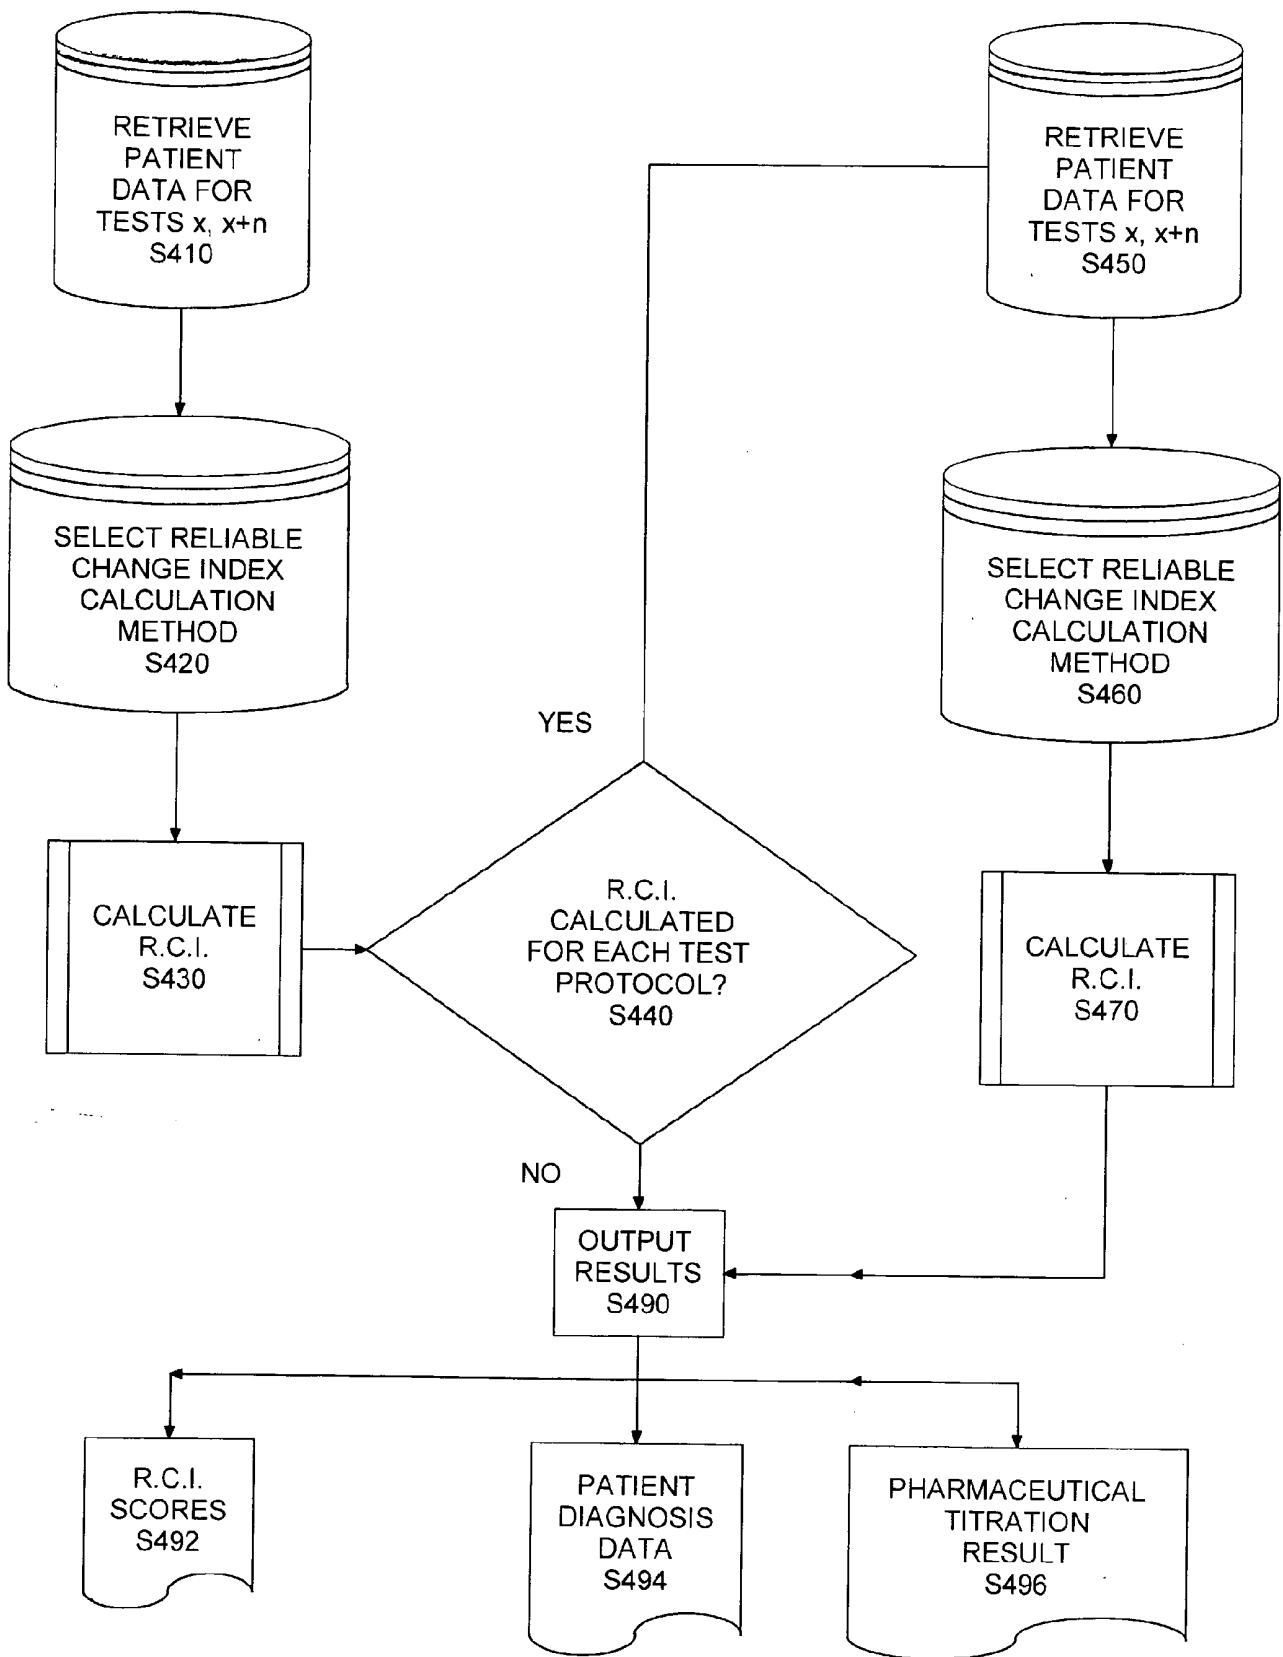 RETRIEVE
PATIENT
DATA FOR
TESTS x, x+n
S410
SELECT RELIABLE
CHANGE INDEX
CALCULATION
METHOD
S420
CALCULATE
R.C.I.
S430
YES
R.C.I.
CALCULATED
FOR EACH TEST
PROTOCOL?
S440
NO
RETRIEVE
PATIENT
DATA FOR
TESTS x, x+n
S450
SELECT RELIABLE
CHANGE INDEX
CALCULATION
METHOD
S460
CALCULATE
R.C.I.
S470
OUTPUT
RESULTS
S490
R.C.I.
SCORES
S492
PATIENT
DIAGNOSIS
DATA
S494
PHARMACEUTICAL
TITRATION
RESULT
S496